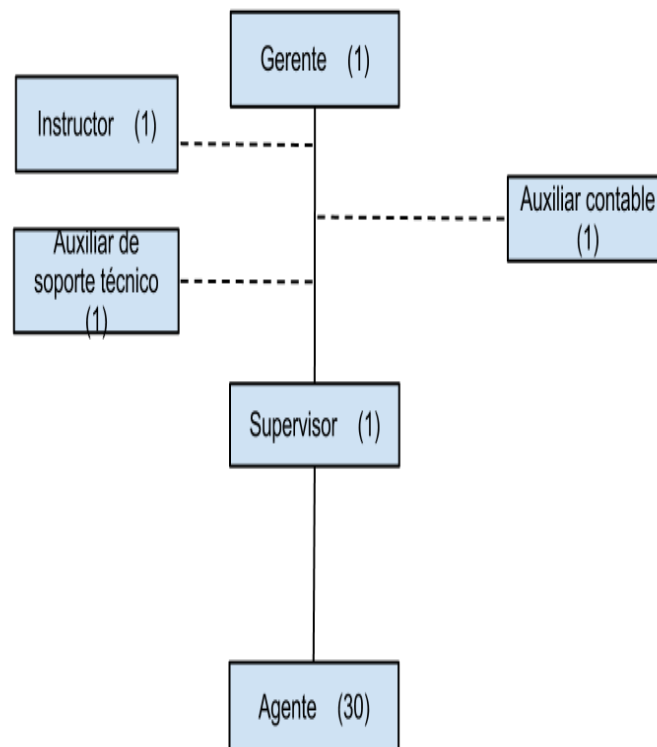 Gerente (1)
Instructor (1)
Auxiliar contable
(1)
Auxiliar de
soporte técnico
(1)
Supervisor (1)
Agente (30)